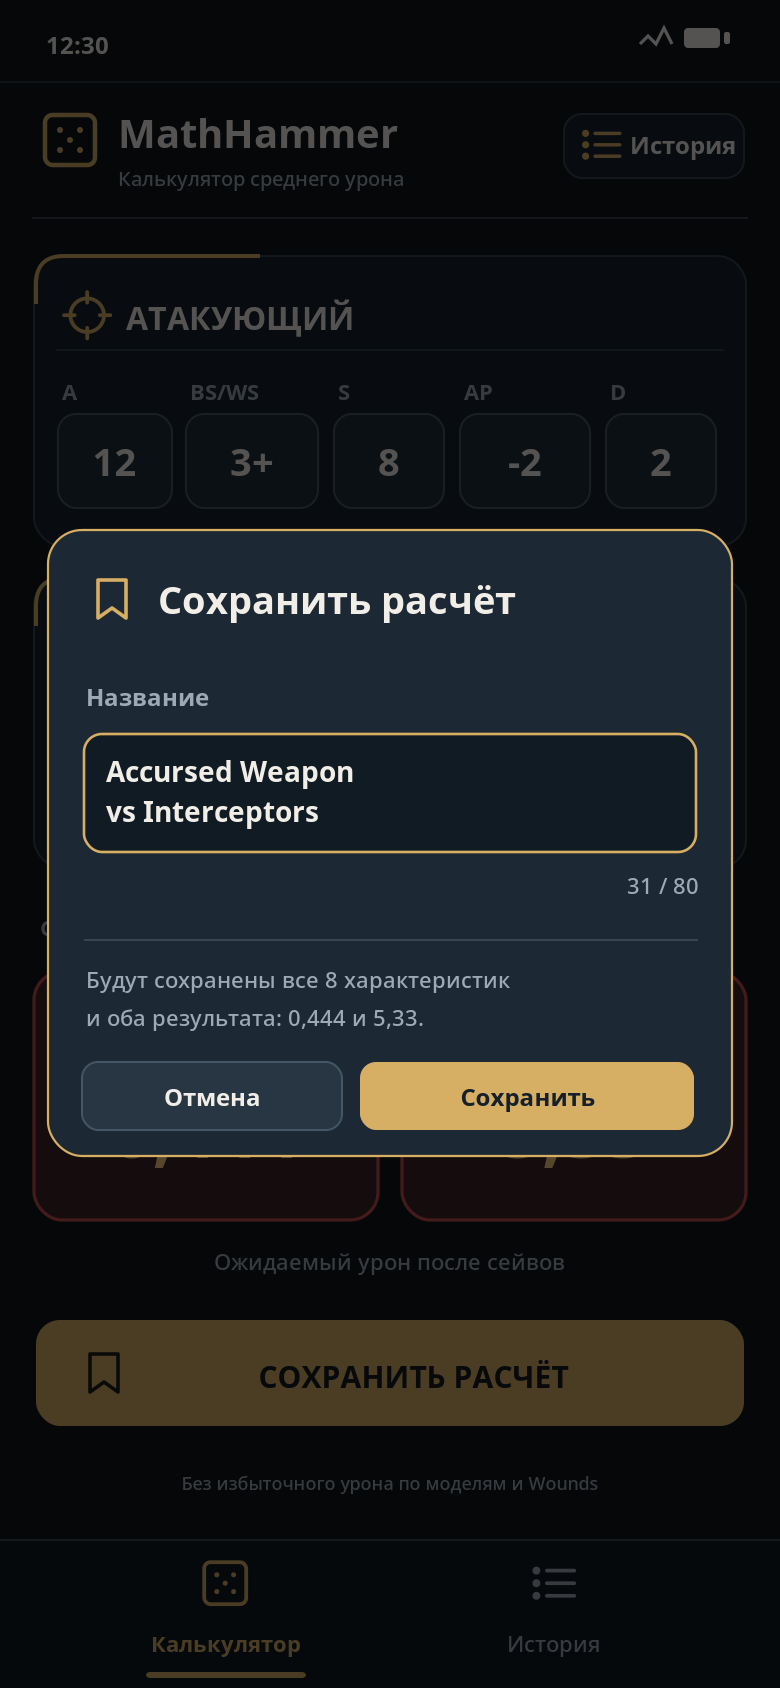 12:30
MathHammer
Калькулятор среднего урона
История
АТАКУЮЩИЙ
A BS/WS S AP D
12 3+ 8 -2 2
Сохранить расчёт
Название
Accursed Weapon
vs Interceptors
31 / 80
Будут сохранены все 8 характеристик
и оба результата: 0,444 и 5,33.
Отмена Сохранить
Ожидаемый урон после сейвов
СОХРАНИТЬ РАСЧЁТ
Без избыточного урона по моделям и Wounds
Калькулятор История